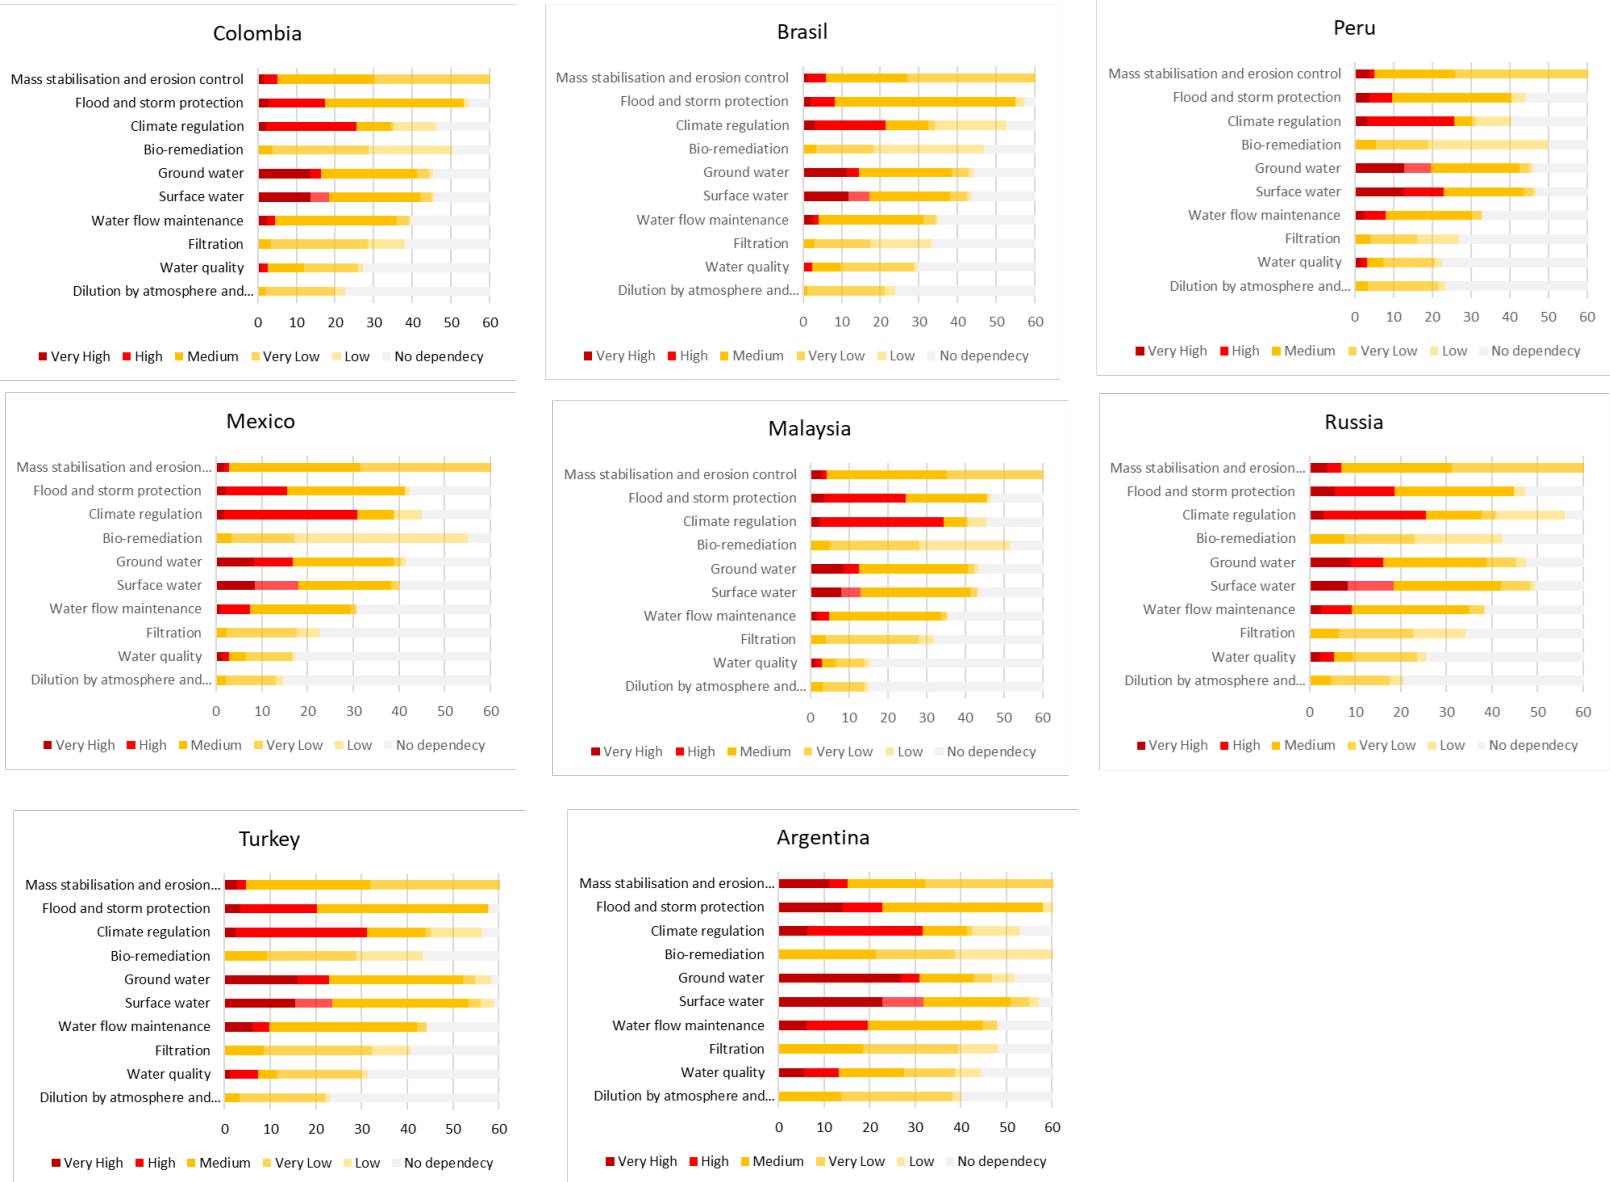 Colombia
Mass stabilisation and erosion control
Flood and storm protection
Climate regulation
Bio-remediation
Ground water
Surface water
Water flow maintenance
Filtration
Water quality
Dilution by atmosphere and...
0 10 20 30 40 50 60
Very High High Medium Very Low Low No dependecy
Brasil
Mass stabilisation and erosion control
Flood and storm protection
Climate regulation
Bio-remediation
Ground water
Surface water
Water flow maintenance
Filtration
Water quality
Dilution by atmosphere and...
0 10 20 30 40 50 60
Very High High Medium Very Low Low No dependecy
Peru
Mass stabilisation and erosion control
Flood and storm protection
Climate regulation
Bio-remediation
Ground water
Surface water
Water flow maintenance
Filtration
Water quality
Dilution by atmosphere and...
0 10 20 30 40 50 60
Very High High Medium Very Low Low No dependecy
Mexico
Mass stabilisation and erosion...
Flood and storm protection
Climate regulation
Bio-remediation
Ground water
Surface water
Water flow maintenance
Filtration
Water quality
Dilution by atmosphere and...
0 10 20 30 40 50 60
Very High High Medium Very Low Low No dependecy
Malaysia
Mass stabilisation and erosion control
Flood and storm protection
Climate regulation
Bio-remediation
Ground water
Surface water
Water flow maintenance
Filtration
Water quality
Dilution by atmosphere and...
0 10 20 30 40 50 60
Very High High Medium Very Low Low No dependecy
Russia
Mass stabilisation and erosion...
Flood and storm protection
Climate regulation
Bio-remediation
Ground water
Surface water
Water flow maintenance
Filtration
Water quality
Dilution by atmosphere and...
0 10 20 30 40 50 60
Very High High Medium Very Low Low No dependecy
Turkey
Mass stabilisation and erosion...
Flood and storm protection
Climate regulation
Bio-remediation
Ground water
Surface water
Water flow maintenance
Filtration
Water quality
Dilution by atmosphere and...
0 10 20 30 40 50 60
Very High High Medium Very Low Low No dependecy
Argentina
Mass stabilisation and erosion...
Flood and storm protection
Climate regulation
Bio-remediation
Ground water
Surface water
Water flow maintenance
Filtration
Water quality
Dilution by atmosphere and...
0 10 20 30 40 50 60
Very High High Medium Very Low Low No dependecy